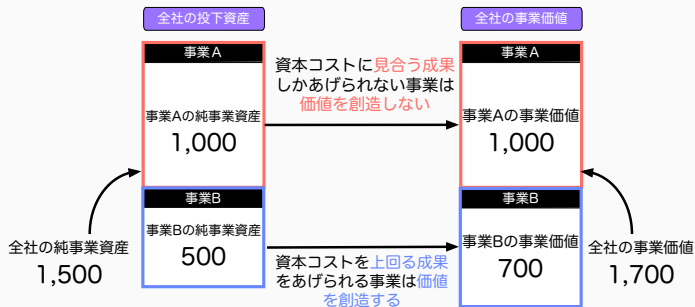 全社の投下資産
全社の事業価値
事業A
事業A
資本コストに見合う成果
しかあげられない事業は
価値を創造しない
事業Aの純事業資産
1,000
事業Aの事業価値
1,000
事業B
事業B
事業Bの純事業資産
500
事業Bの事業価値
700
全社の純事業資産
1,500
資本コストを上回る成果
をあげられる事業は価値
を創造する
全社の事業価値
1,700